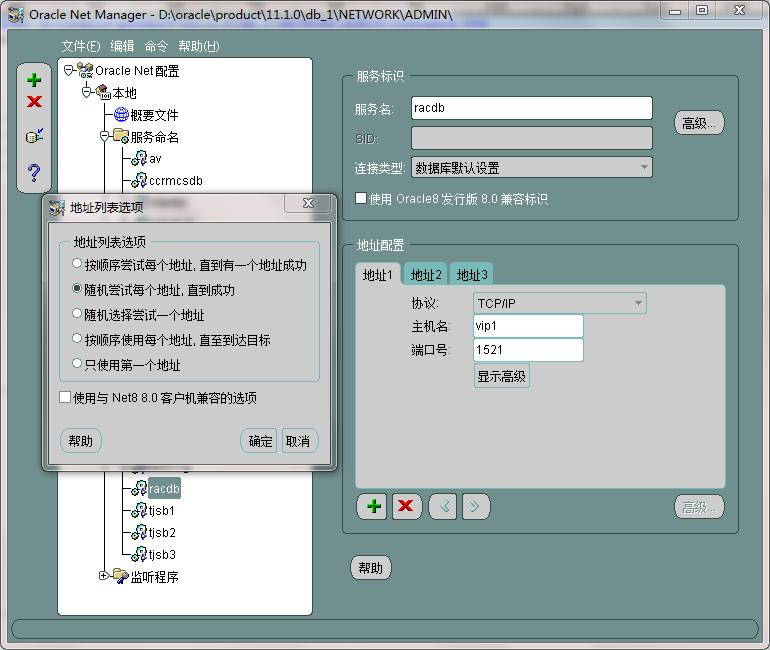 Oracle Net Manager - D:\oracle\product\11.1.0\db_1\NETWORK\ADMIN\
文件(F) 编辑 命令 帮助(H)
Oracle Net 配置
本地
概要文件
服务命名
av
ccrmcsdb
地址列表选项
地址列表选项
按顺序尝试每个地址, 直到有一个地址成功
随机尝试每个地址, 直到成功
随机选择尝试一个地址
按顺序使用每个地址, 直至到达目标
只使用第一个地址
使用与 Net8 8.0 客户机兼容的选项
帮助 确定 取消
racdb
tjsb1
tjsb2
tjsb3
监听程序
服务标识
服务名: racdb
高级...
SID:
连接类型: 数据库默认设置
使用 Oracle8 发行版 8.0 兼容标识
地址配置
地址1 地址2 地址3
协议: TCP/IP
主机名: vip1
端口号: 1521
显示高级
高级...
帮助